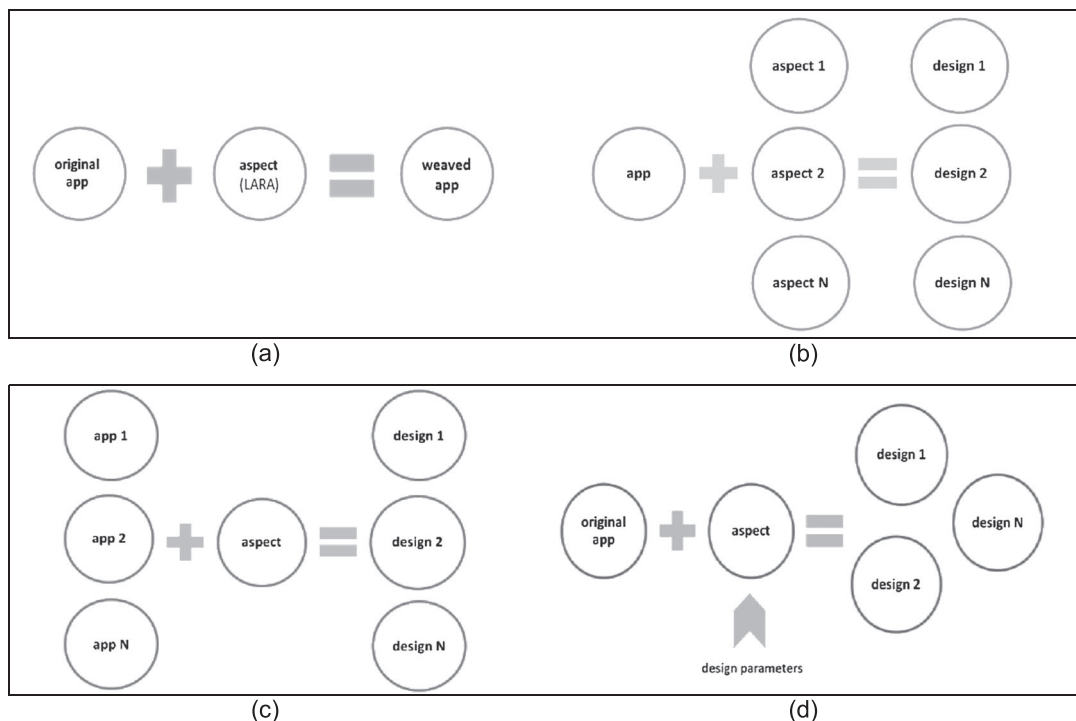 original
app
aspect
(LARA)
weaved
app
(a)
app
aspect 1
aspect 2
aspect N
design 1
design 2
design N
(b)
app 1
app 2
app N
aspect
design 1
design 2
design N
(c)
original
app
aspect
design parameters
design 1
design 2
design N
(d)